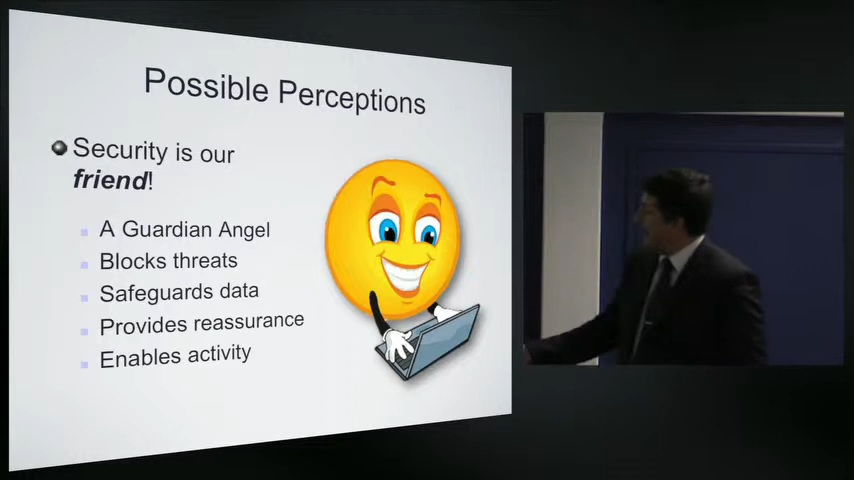 Possible Perceptions
Security is our
friend!
A Guardian Angel
Blocks threats
Safeguards data
Provides reassurance
Enables activity